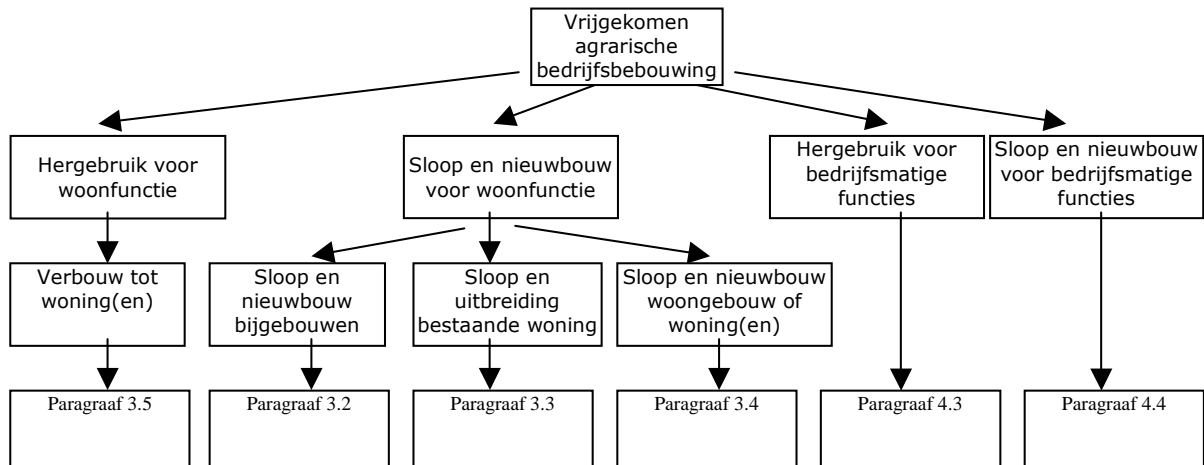 Vrijgekomen
agrarische
bedrijfsbebouwing
Hergebruik voor
woonfunctie
Sloop en nieuwbouw
voor woonfunctie
Hergebruik voor
bedrijfsmatige
functies
Sloop en nieuwbouw
voor bedrijfsmatige
functies
Verbouw tot
woning(en)
Sloop en
nieuwbouw
bijgebouwen
Sloop en
uitbreiding
bestaande woning
Sloop en nieuwbouw
woongebouw of
woning(en)
Paragraaf 3.5
Paragraaf 3.2
Paragraaf 3.3
Paragraaf 3.4
Paragraaf 4.3
Paragraaf 4.4